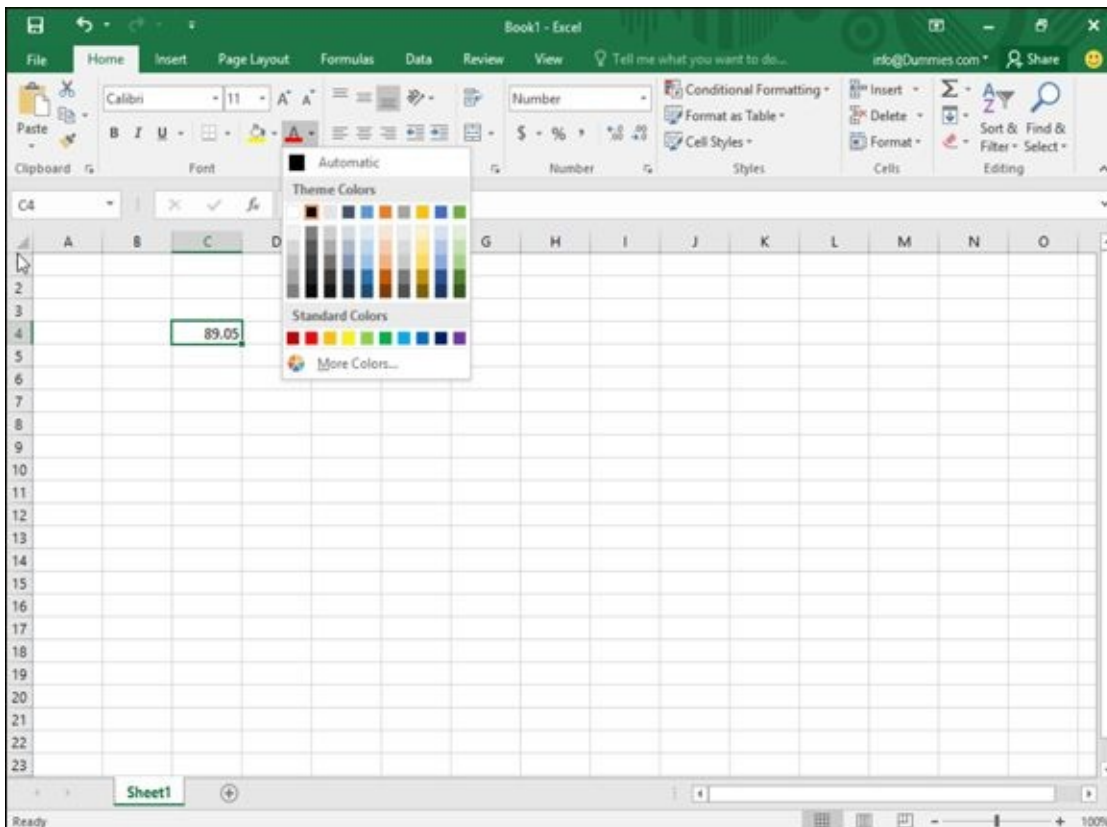 Book1 - Excel
File Home Insert Page Layout Formulas Data Review View Tell me what you want to do... info@Dummies.com Share
Calibri 11 A A Number Conditional Formatting Insert Σ A Z
Paste B I U A $ % , .0 .00 Format as Table Delete Sort & Find &
Cell Styles Format Filter Select
Clipboard Font Number Styles Cells Editing
Automatic
Theme Colors
C4 fx
A B C D G H I J K L M N O
Standard Colors
More Colors...
2
3
4 89.05
5
6
7
8
9
10
11
12
13
14
15
16
17
18
19
20
21
22
23
Sheet1
Ready 100%